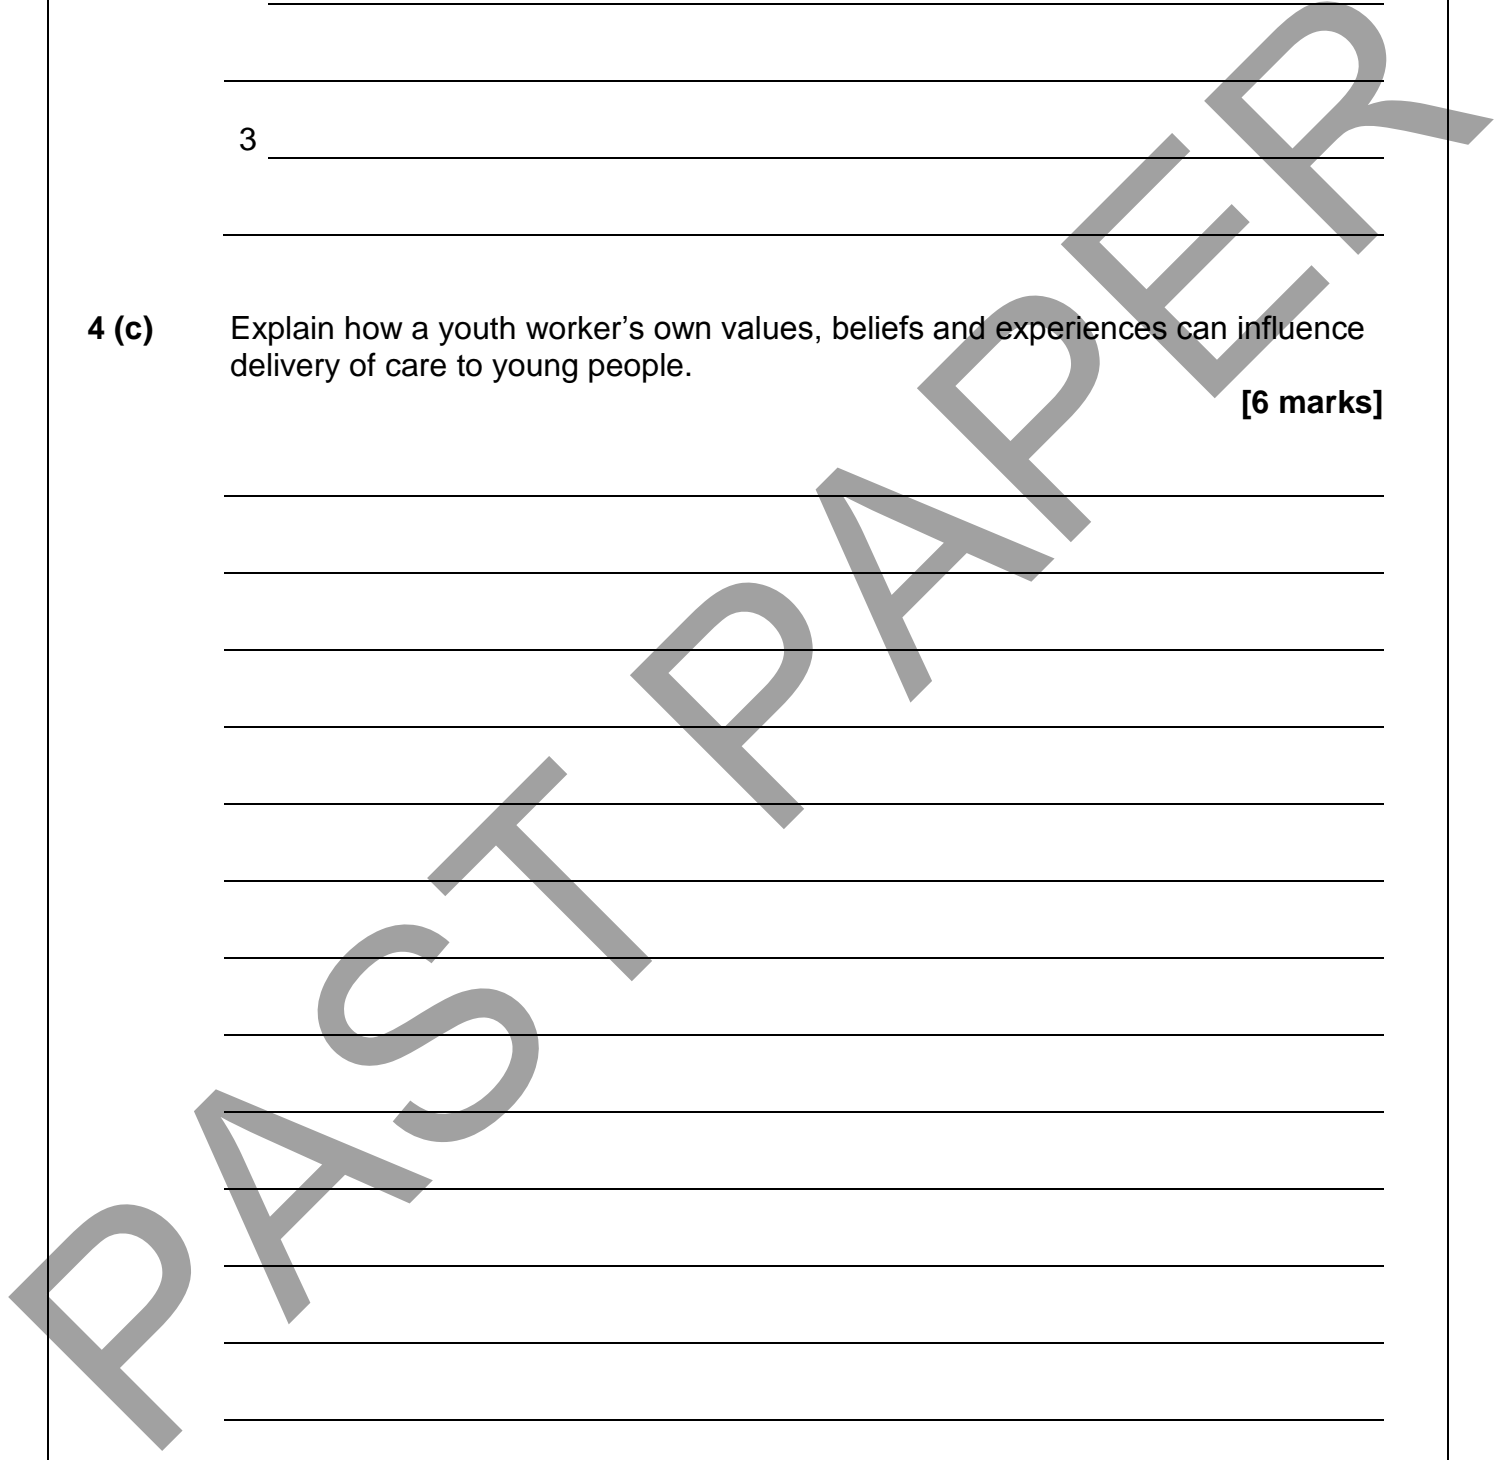 3
4 (c) Explain how a youth worker's own values, beliefs and experiences can influence
delivery of care to young people.
[6 marks]
PAST PAPER